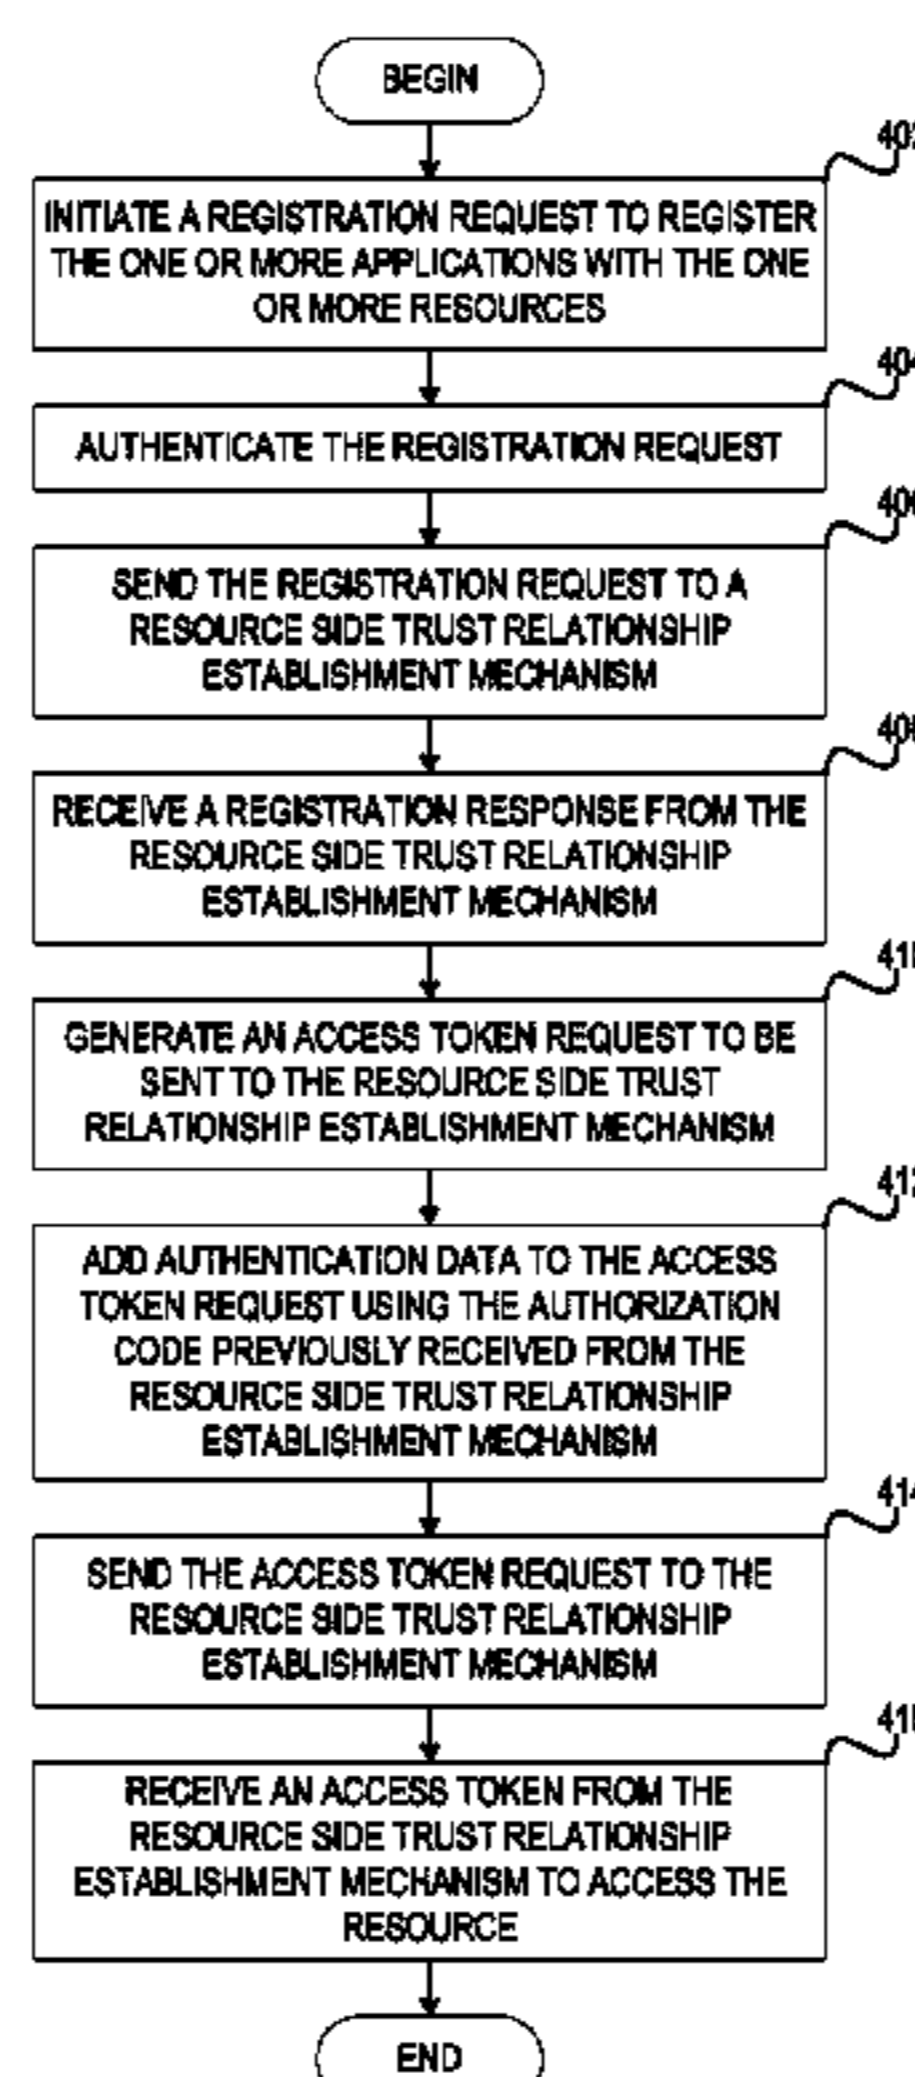 BEGIN
402
INITIATE A REGISTRATION REQUEST TO REGISTER
THE ONE OR MORE APPLICATIONS WITH THE ONE
OR MORE RESOURCES
404
AUTHENTICATE THE REGISTRATION REQUEST
SEND THE REGISTRATION REQUEST TO A
RESOURCE SIDE TRUST RELATIONSHIP
ESTABLISHMENT MECHANISM
RECEIVE A REGISTRATION RESPONSE FROM THE
RESOURCE SIDE TRUST RELATIONSHIP
ESTABLISHMENT MECHANISM
GENERATE AN ACCESS TOKEN REQUEST TO BE
SENT TO THE RESOURCE SIDE TRUST
RELATIONSHIP ESTABLISHMENT MECHANISM
412
ADD AUTHENTICATION DATA TO THE ACCESS
TOKEN REQUEST USING THE AUTHORIZATION
CODE PREVIOUSLY RECEIVED FROM THE
RESOURCE SIDE TRUST RELATIONSHIP
ESTABLISHMENT MECHANISM
414
SEND THE ACCESS TOKEN REQUEST TO THE
RESOURCE SIDE TRUST RELATIONSHIP
ESTABLISHMENT MECHANISM
RECEIVE AN ACCESS TOKEN FROM THE
RESOURCE SIDE TRUST RELATIONSHIP
ESTABLISHMENT MECHANISM TO ACCESS THE
RESOURCE
END